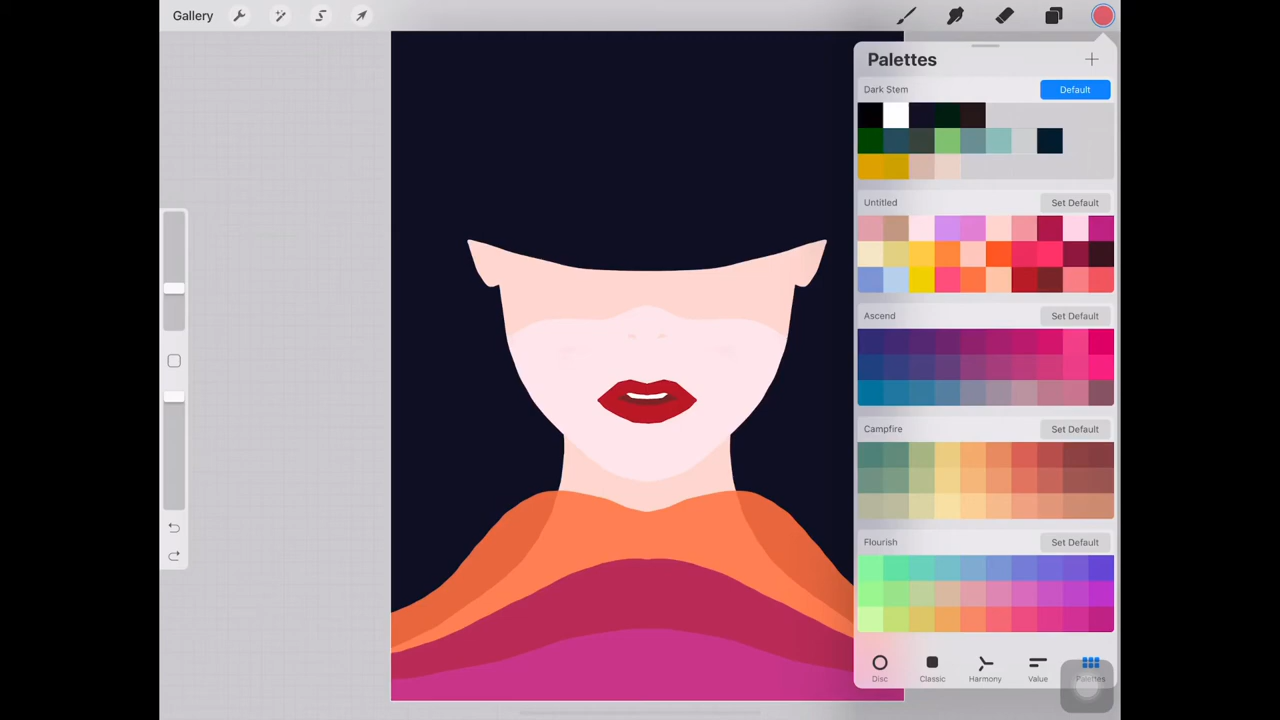 Gallery
Palettes
Dark Stem
Default
Untitled
Set Default
Ascend
Set Default
Campfire
Set Default
Flourish
Set Default
Disc
Classic
Harmony
Value
Palettes